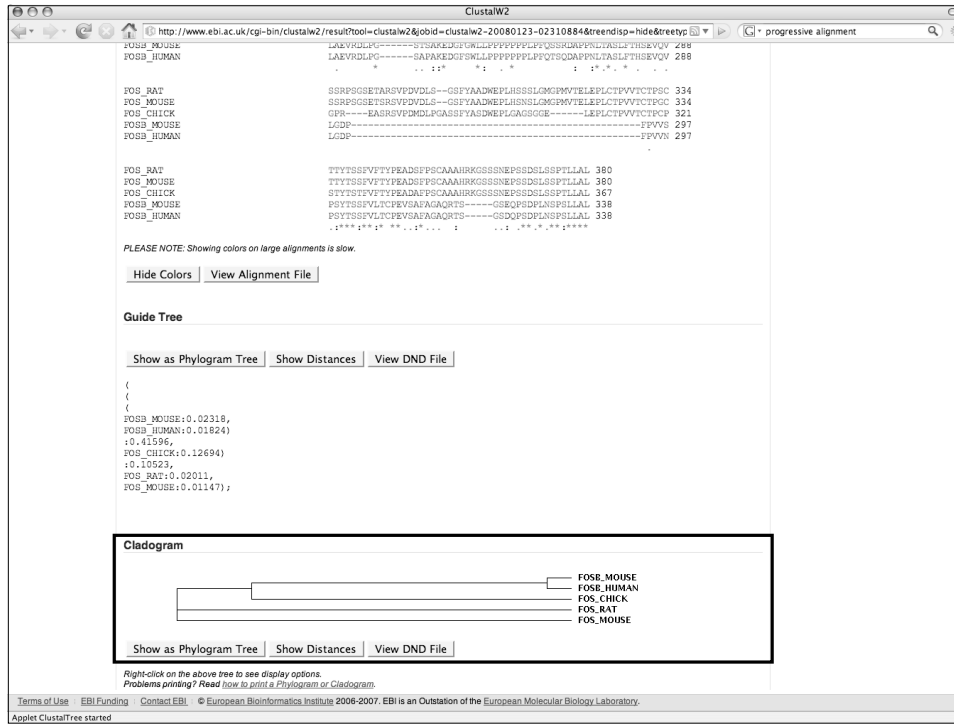 ClustalW2
http://www.ebi.ac.uk/cgi-bin/clustalw2/result?tool=clustalw2&jobid=clustalw2-20080123-02310884&treendisp=hide&treetyp
G progressive alignment
FOSB_MOUSE LAEVRDLPG------STSAKEDGFGWLLPPPPPPPLPFQSSRDAPPNLTASLFTHSEVQV 288
FOSB_HUMAN LAEVRDLPG------SAPAKEDGFSWLLPPPPPPPLPFQTSQDAPPNLTASLFTHSEVQV 288
. * .. ::* *: . * : :*.*. * . . .
FOS_RAT SSRPSGSETARSVPDVDLS--GSFYAADWEPLHSSSLGMGPMVTELEPLCTPVVTCTPSC 334
FOS_MOUSE SSRPSGSETSRSVPDVDLS--GSFYAADWEPLHSNSLGMGPMVTELEPLCTPVVTCTPGC 334
FOS_CHICK GPR----EASRSVPDMDLPGASSFYASDWEPLGAGSGGE------LEPLCTPVVTCTPCP 321
FOSB_MOUSE LGDP------------------------------------------------FPVVS 297
FOSB_HUMAN LGDP------------------------------------------------FPVVN 297
.
FOS_RAT TTYTSSFVFTYPEADSFPSCAAAHRKGSSSNEPSSDSLSSPTLLAL 380
FOS_MOUSE TTYTSSFVFTYPEADSFPSCAAAHRKGSSSNEPSSDSLSSPTLLAL 380
FOS_CHICK STYTSTFVFTYPEADAFPSCAAAHRKGSSSNEPSSDSLSSPTLLAL 367
FOSB_MOUSE PSYTSSFVLTCPEVSAFAGAQRTS-----GSEQPSDPLNSPSLLAL 338
FOSB_HUMAN PSYTSSFVLTCPEVSAFAGAQRTS-----GSDQPSDPLNSPSLLAL 338
.:***:**:* **..:*... : ..: .**.*.**:****
PLEASE NOTE: Showing colors on large alignments is slow.
Hide Colors View Alignment File
Guide Tree
Show as Phylogram Tree Show Distances View DND File
(
(
(
FOSB_MOUSE:0.02318,
FOSB_HUMAN:0.01824)
:0.41596,
FOS_CHICK:0.12694)
:0.10523,
FOS_RAT:0.02011,
FOS_MOUSE:0.01147);
Cladogram
FOSB_MOUSE
FOSB_HUMAN
FOS_CHICK
FOS_RAT
FOS_MOUSE
Show as Phylogram Tree Show Distances View DND File
Right-click on the above tree to see display options.
Problems printing? Read how to print a Phylogram or Cladogram.
Terms of Use EBI Funding Contact EBI © European Bioinformatics Institute 2006-2007. EBI is an Outstation of the European Molecular Biology Laboratory.
Applet ClustalTree started